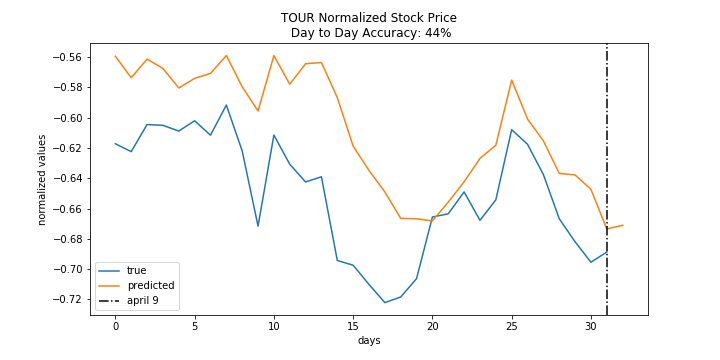 TOUR Normalized Stock Price
Day to Day Accuracy: 44%
normalized values
−0.56
−0.58
−0.60
−0.62
−0.64
−0.66
−0.68
−0.70
−0.72
true
predicted
april 9
0 5 10 15 20 25 30
days